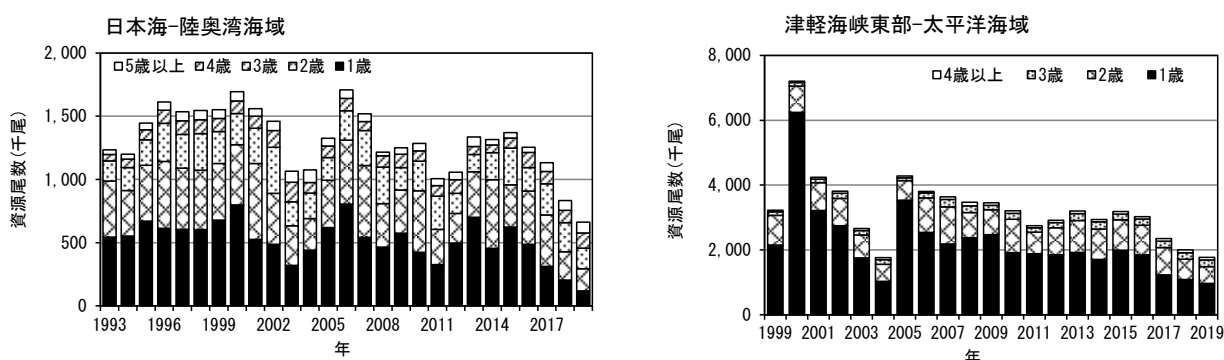 日本海-陸奥湾海域
2,000
1,500
1,000
500
0
資源尾数(千尾)
□5歳以上 4歳 3歳 2歳 ■1歳
1993 1996 1999 2002 2005 2008 2011 2014 2017
年
津軽海峡東部-太平洋海域
8,000
6,000
4,000
2,000
0
資源尾数(千尾)
□4歳以上 3歳 2歳 ■1歳
1999 2001 2003 2005 2007 2009 2011 2013 2015 2017 2019
年